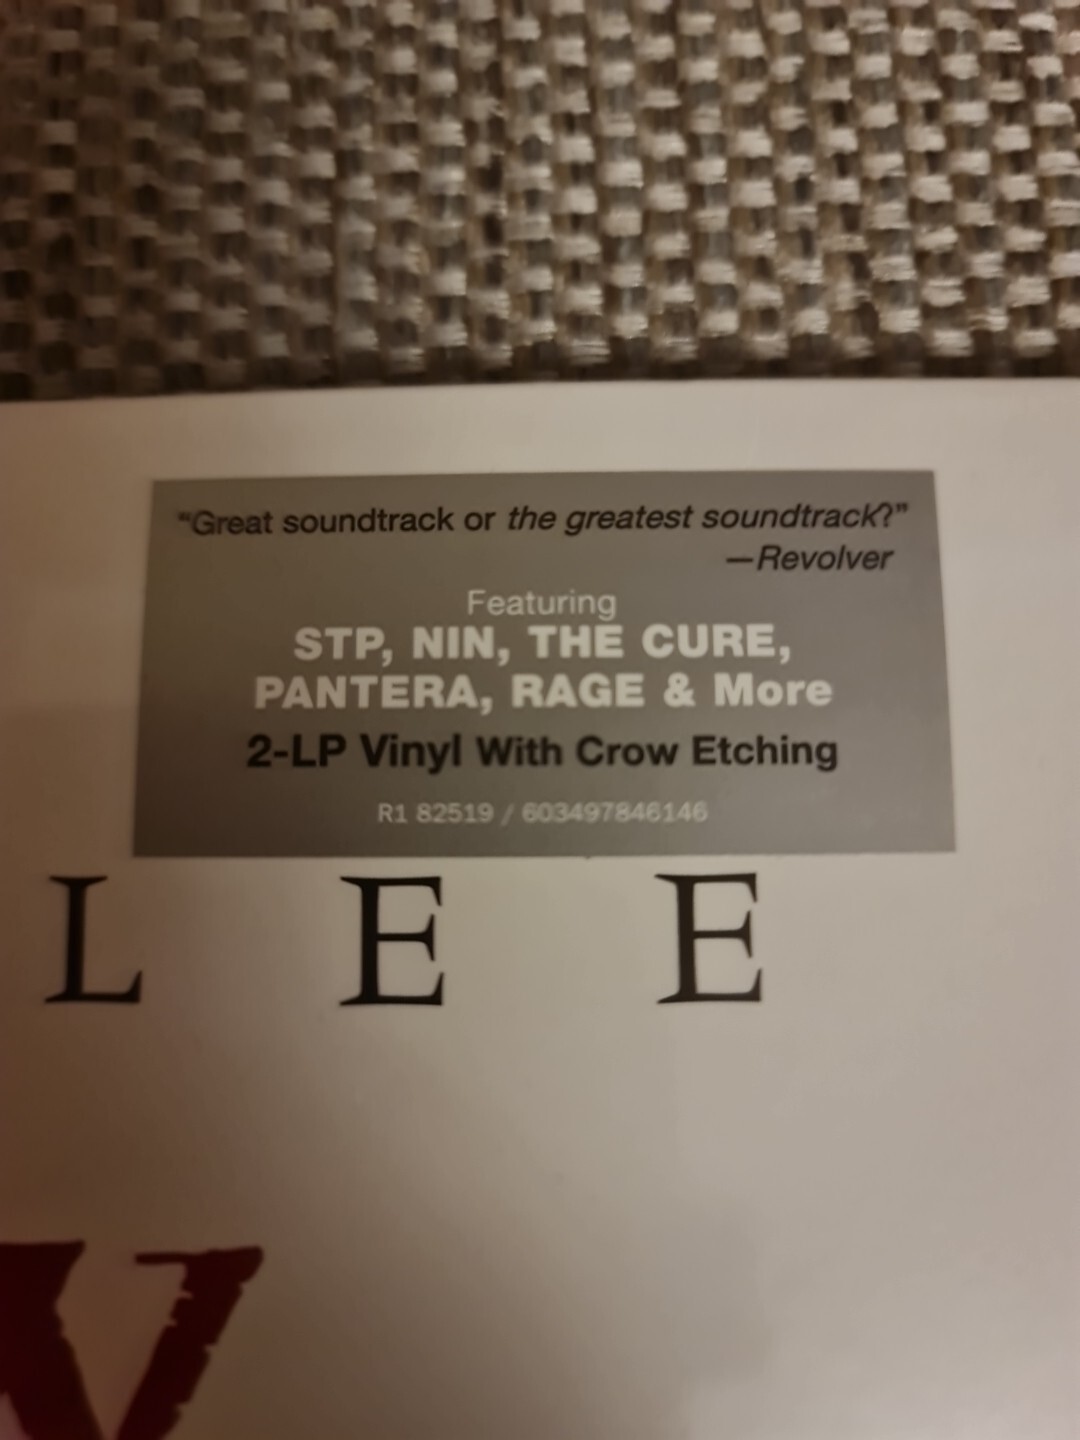 “Great soundtrack or the greatest soundtrack?”
—Revolver
Featuring
STP, NIN, THE CURE,
PANTERA, RAGE & More
2-LP Vinyl With Crow Etching
R1 82519 / 603497846146
LEE
W